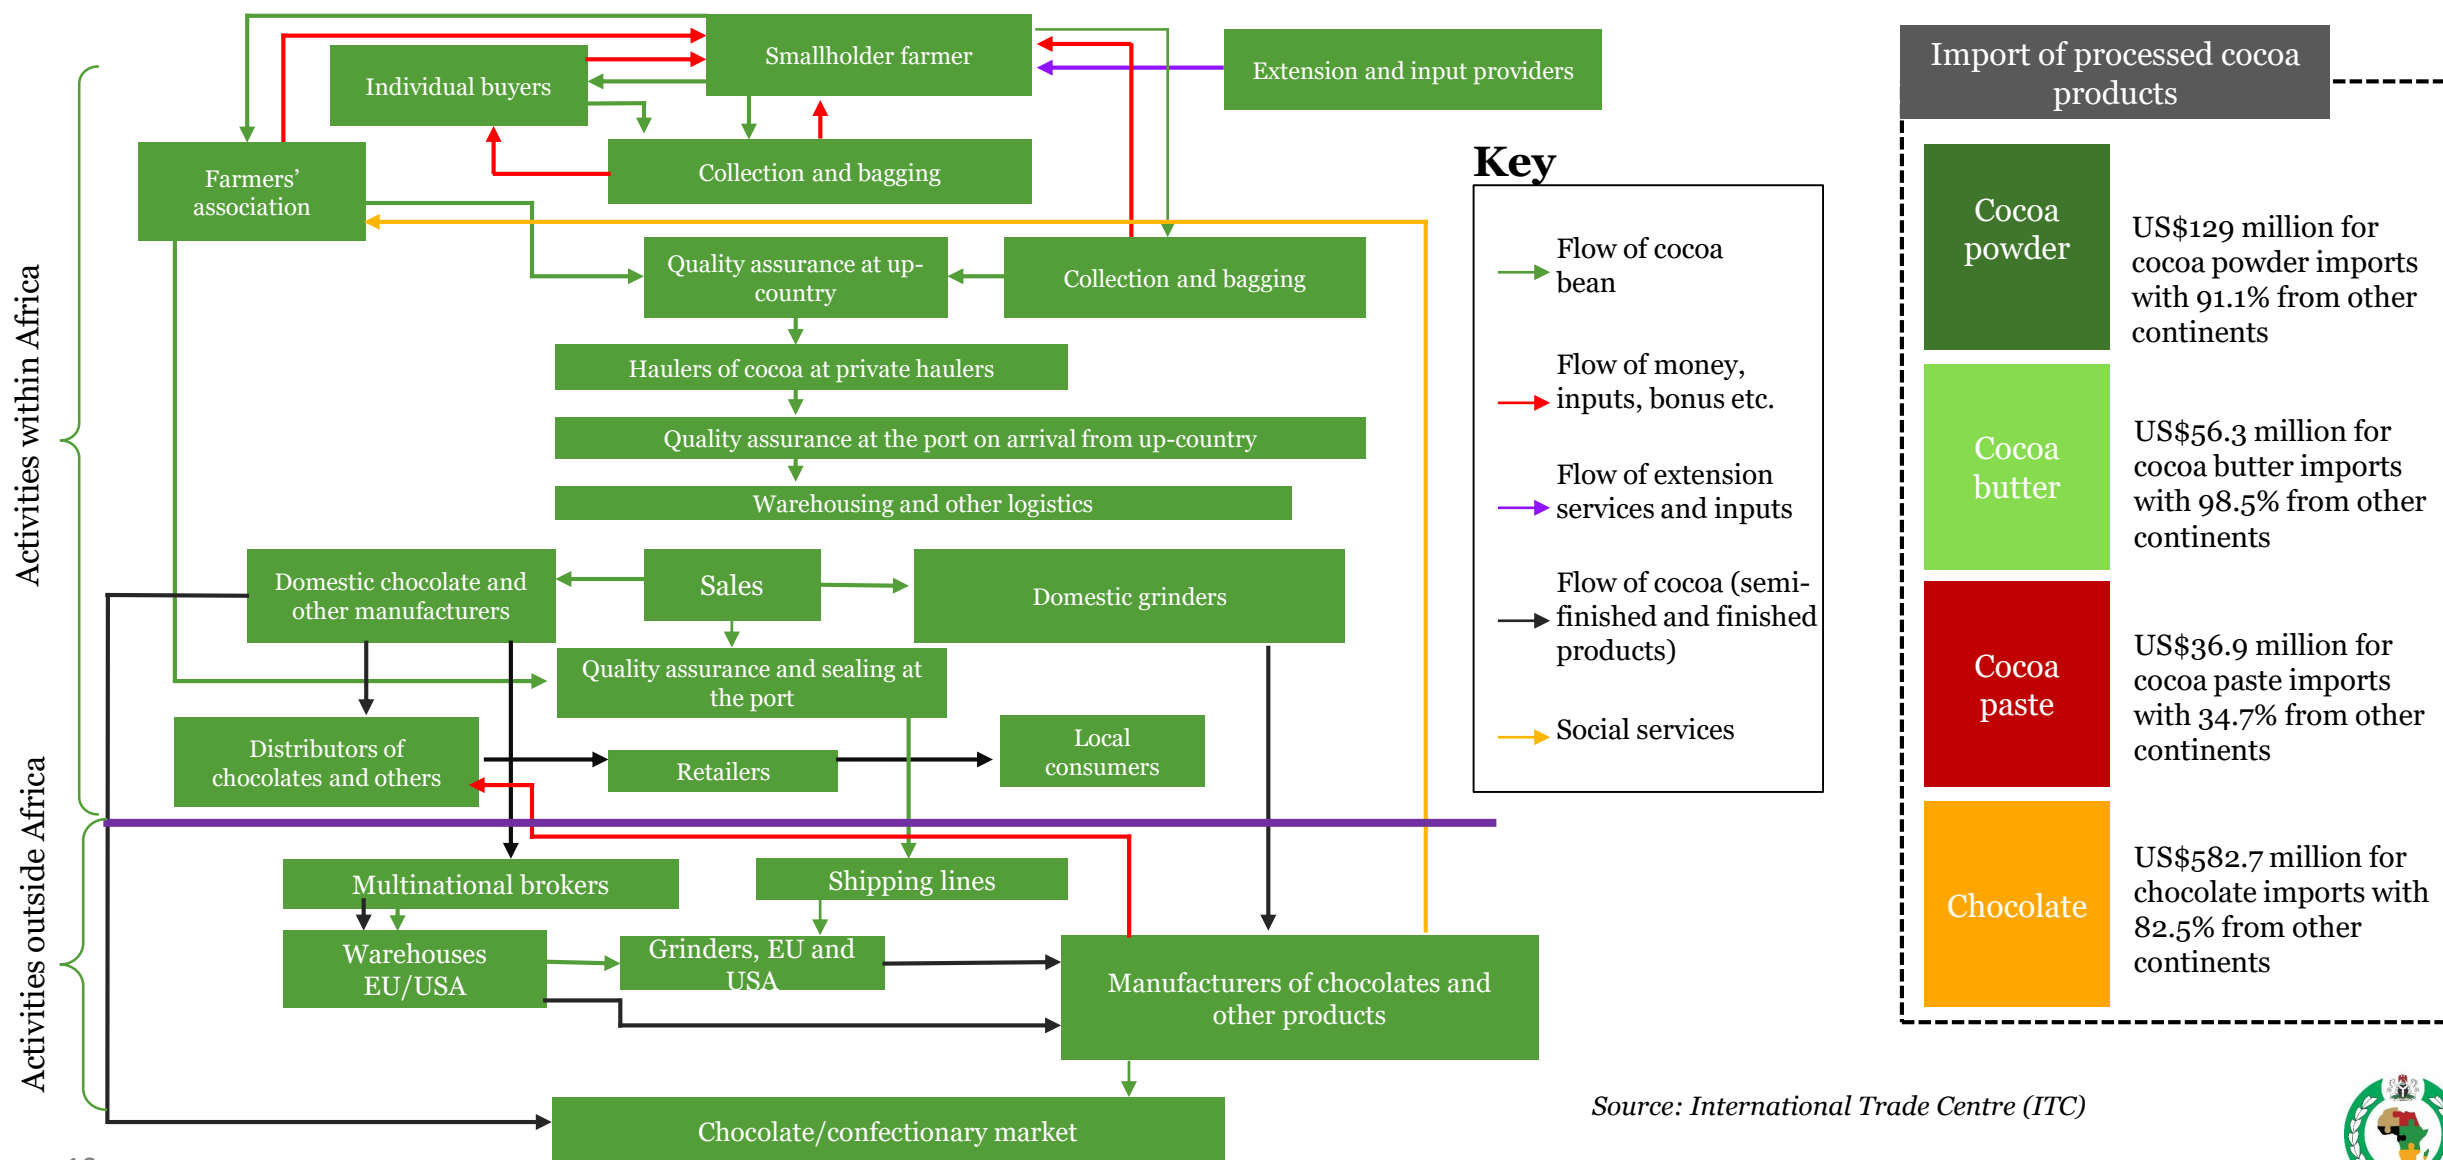 Smallholder farmer
Individual buyers
Extension and input providers
Collection and bagging
Farmers’
association
Quality assurance at up-
country
Collection and bagging
Haulers of cocoa at private haulers
Quality assurance at the port on arrival from up-country
Warehousing and other logistics
Domestic chocolate and
other manufacturers
Sales
Domestic grinders
Quality assurance and sealing at
the port
Distributors of
chocolates and others
Retailers
Local
consumers
Multinational brokers
Shipping lines
Warehouses
EU/USA
Grinders, EU and
USA
Manufacturers of chocolates and
other products
Chocolate/confectionary market
Activities within Africa
Activities outside Africa
Key
Flow of cocoa
bean
Flow of money,
inputs, bonus etc.
Flow of extension
services and inputs
Flow of cocoa (semi-
finished and finished
products)
Social services
Import of processed cocoa
products
Cocoa
powder
US$129 million for
cocoa powder imports
with 91.1% from other
continents
Cocoa
butter
US$56.3 million for
cocoa butter imports
with 98.5% from other
continents
Cocoa
paste
US$36.9 million for
cocoa paste imports
with 34.7% from other
continents
Chocolate
US$582.7 million for
chocolate imports with
82.5% from other
continents
Source: International Trade Centre (ITC)